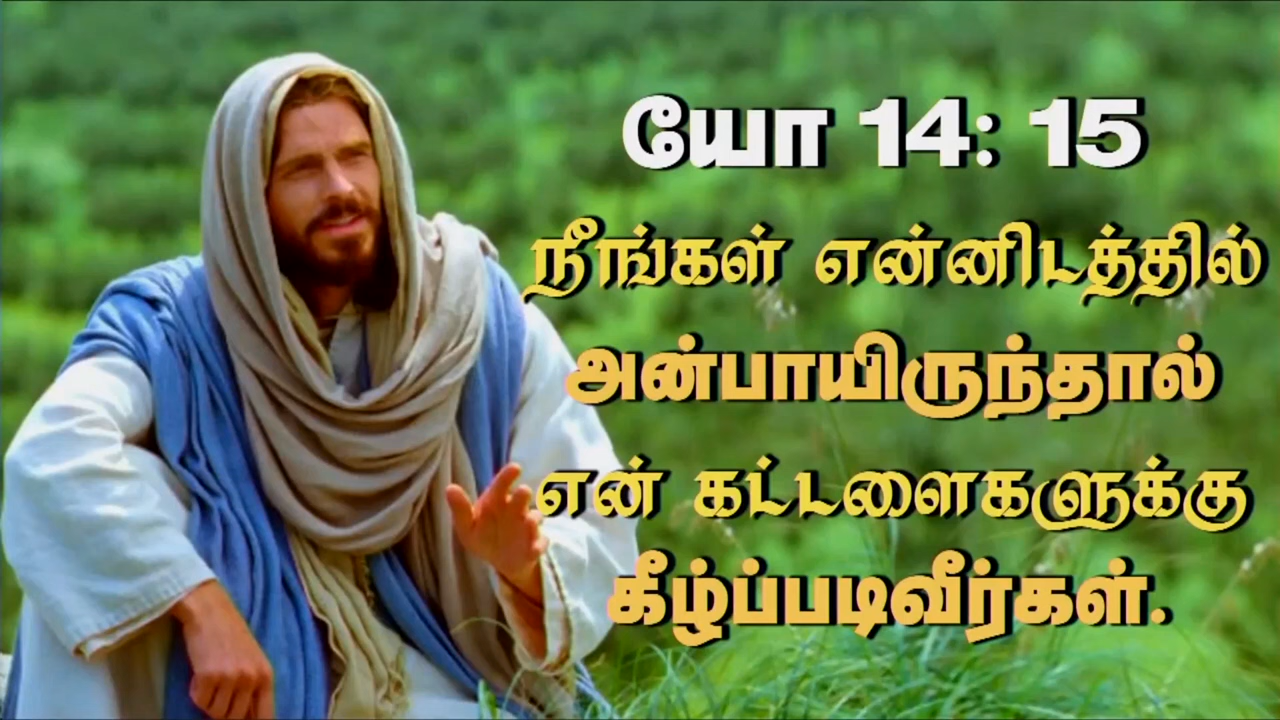 யோ 14: 15
நீங்கள் என்னிடத்தில்
அன்பாயிருந்தால்
என் கட்டளைகளுக்கு
கீழ்ப்படிவீர்கள்.